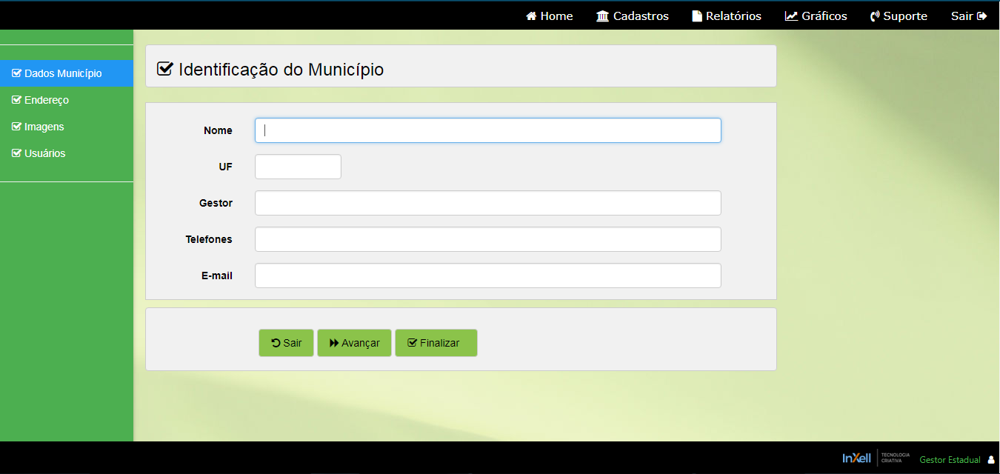 Home Cadastros Relatórios Gráficos Suporte Sair
Dados Município
Endereço
Imagens
Usuários
Identificação do Município
Nome
UF
Gestor
Telefones
E-mail
Sair Avançar Finalizar
InXell TECNOLOGIA CRIATIVA Gestor Estadual